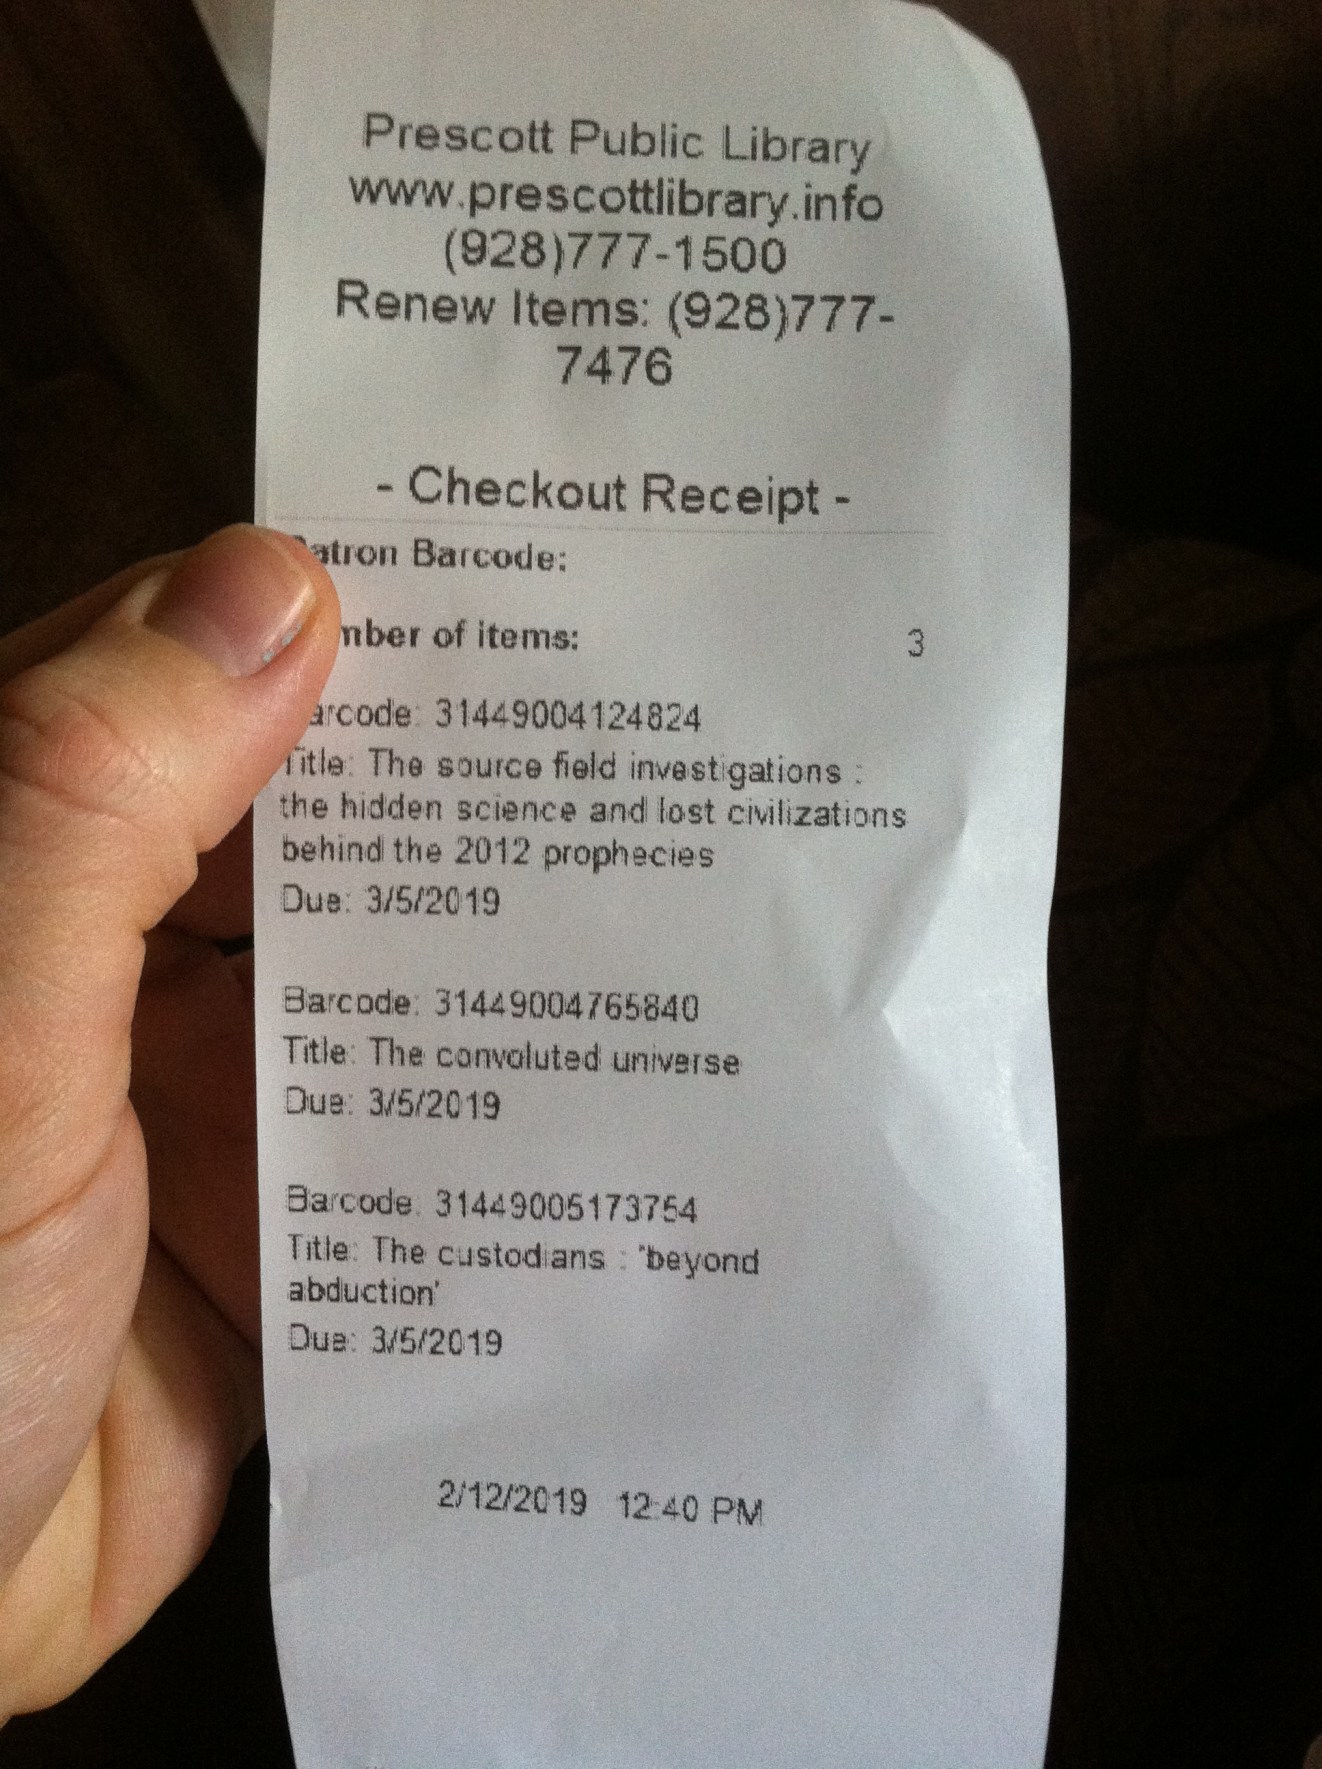 Prescott Public Library
www.prescottlibrary.info
(928)777-1500
Renew Items: (928)777-
7476
- Checkout Receipt -
Patron Barcode:
mber of items: 3
arcode: 31449004124824
Title: The source field investigations :
the hidden science and lost civilizations
behind the 2012 prophecies
Due: 3/5/2019
Barcode: 31449004765840
Title: The convoluted universe
Due: 3/5/2019
Barcode: 31449005173754
Title: The custodians : 'beyond
abduction'
Due: 3/5/2019
2/12/2019 12:40 PM